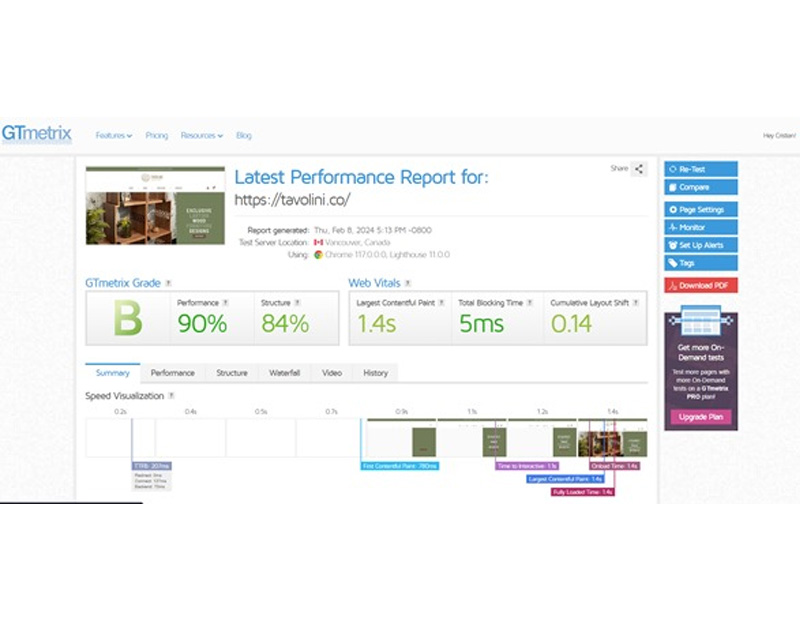 GTmetrix
Features Pricing Resources Blog
Hey Cristian!
EXCLUSIVE
WOOD
DESIGNS
Latest Performance Report for:
https://tavolini.co/
Share
Report generated: Thu, Feb 8, 2024 5:13 PM -0800
Test Server Location: Vancouver, Canada
Using: Chrome 117.0.0.0, Lighthouse 11.0.0
Re-Test
Compare
Page Settings
Monitor
Set Up Alerts
Tags
Download PDF
GTmetrix Grade ?
Web Vitals ?
B
Performance ?
90%
Structure ?
84%
Largest Contentful Paint ?
1.4s
Total Blocking Time ?
5ms
Cumulative Layout Shift ?
0.14
Get more On-
Demand tests
Test more pages with
more On-Demand
tests on a GTmetrix
PRO plan!
Upgrade Plan
Summary Performance Structure Waterfall Video History
Speed Visualization ?
0.2s 0.4s 0.5s 0.7s 0.9s 1.1s 1.2s 1.4s
TTFB: 207ms
Redirect: 0ms
Connect: 137ms
Backend: 70ms
First Contentful Paint: 780ms
Time to Interactive: 1.1s
Onload Time: 1.4s
Largest Contentful Paint: 1.4s
Fully Loaded Time: 1.4s